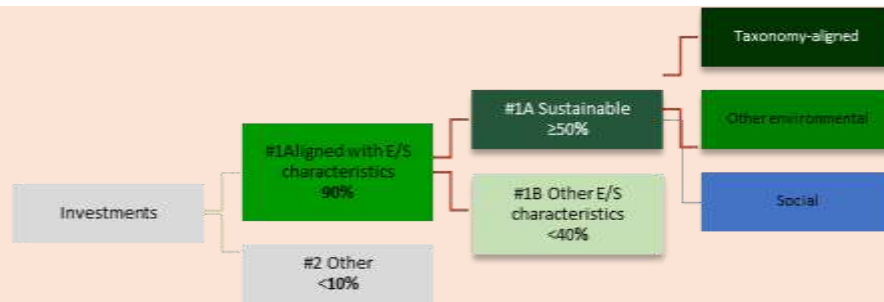 Investments
#1Aligned with E/S
characteristics
90%
#2 Other
<10%
#1A Sustainable
≥50%
#1B Other E/S
characteristics
<40%
Taxonomy-aligned
Other environmental
Social